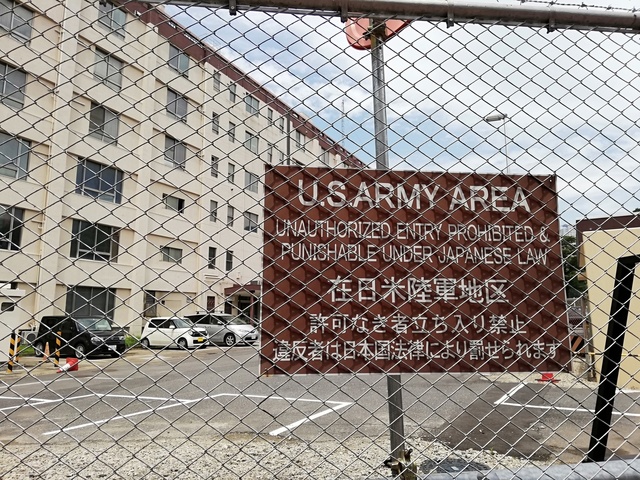 U.S.ARMY AREA
UNAUTHORIZED ENTRY PROHIBITED &
PUNISHABLE UNDER JAPANESE LAW
在日米陸軍地区
許可なき者立ち入り禁止
違反者は日本国法律により罰せられます